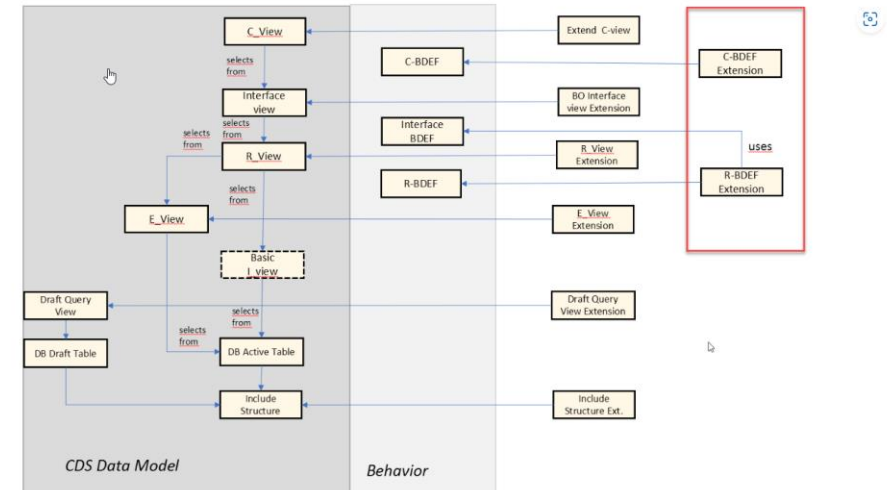 C_View
selects
from
Interface
view
selects
from
selects
from
R_View
selects
from
E_View
Basic
I_view
Draft Query
View
selects
from
selects
from
DB Draft Table
DB Active Table
Include
Structure
CDS Data Model
C-BDEF
Interface
BDEF
R-BDEF
Behavior
Extend C-view
BO Interface
view Extension
R_View
Extension
E_View
Extension
Draft Query
View Extension
Include
Structure Ext.
C-BDEF
Extension
uses
R-BDEF
Extension